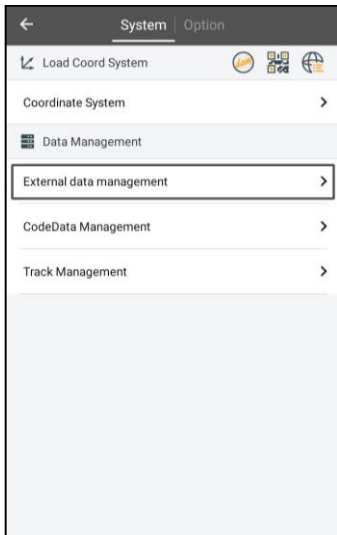 System | Option
Load Coord System
Coordinate System
Data Management
External data management
CodeData Management
Track Management